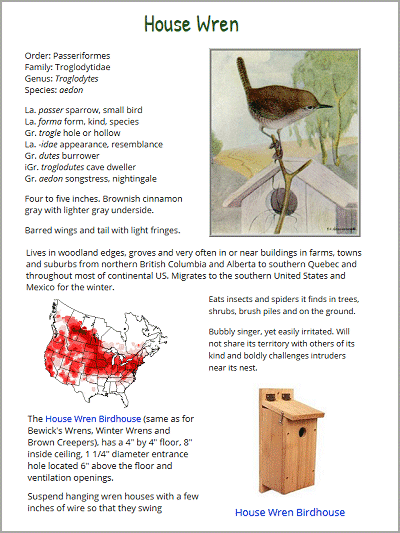 House Wren
Order: Passeriformes
Family: Troglodytidae
Genus: Troglodytes
Species: aedon
La. passer sparrow, small bird
La. forma form, kind, species
Gr. trogle hole or hollow
La. -idae appearance, resemblance
Gr. dutes burrower
iGr. troglodutes cave dweller
Gr. aedon songstress, nightingale
Four to five inches. Brownish cinnamon
gray with lighter gray underside.
Barred wings and tail with light fringes.
Lives in woodland edges, groves and very often in or near buildings in farms, towns
and suburbs from northern British Columbia and Alberta to southern Quebec and
throughout most of continental US. Migrates to the southern United States and
Mexico for the winter.
Eats insects and spiders it finds in trees,
shrubs, brush piles and on the ground.
Bubbly singer, yet easily irritated. Will
not share its territory with others of its
kind and boldly challenges intruders
near its nest.
The House Wren Birdhouse (same as for
Bewick's Wrens, Winter Wrens and
Brown Creepers), has a 4" by 4" floor, 8"
inside ceiling, 1 1/4" diameter entrance
hole located 6" above the floor and
ventilation openings.
Suspend hanging wren houses with a few
inches of wire so that they swing
House Wren Birdhouse